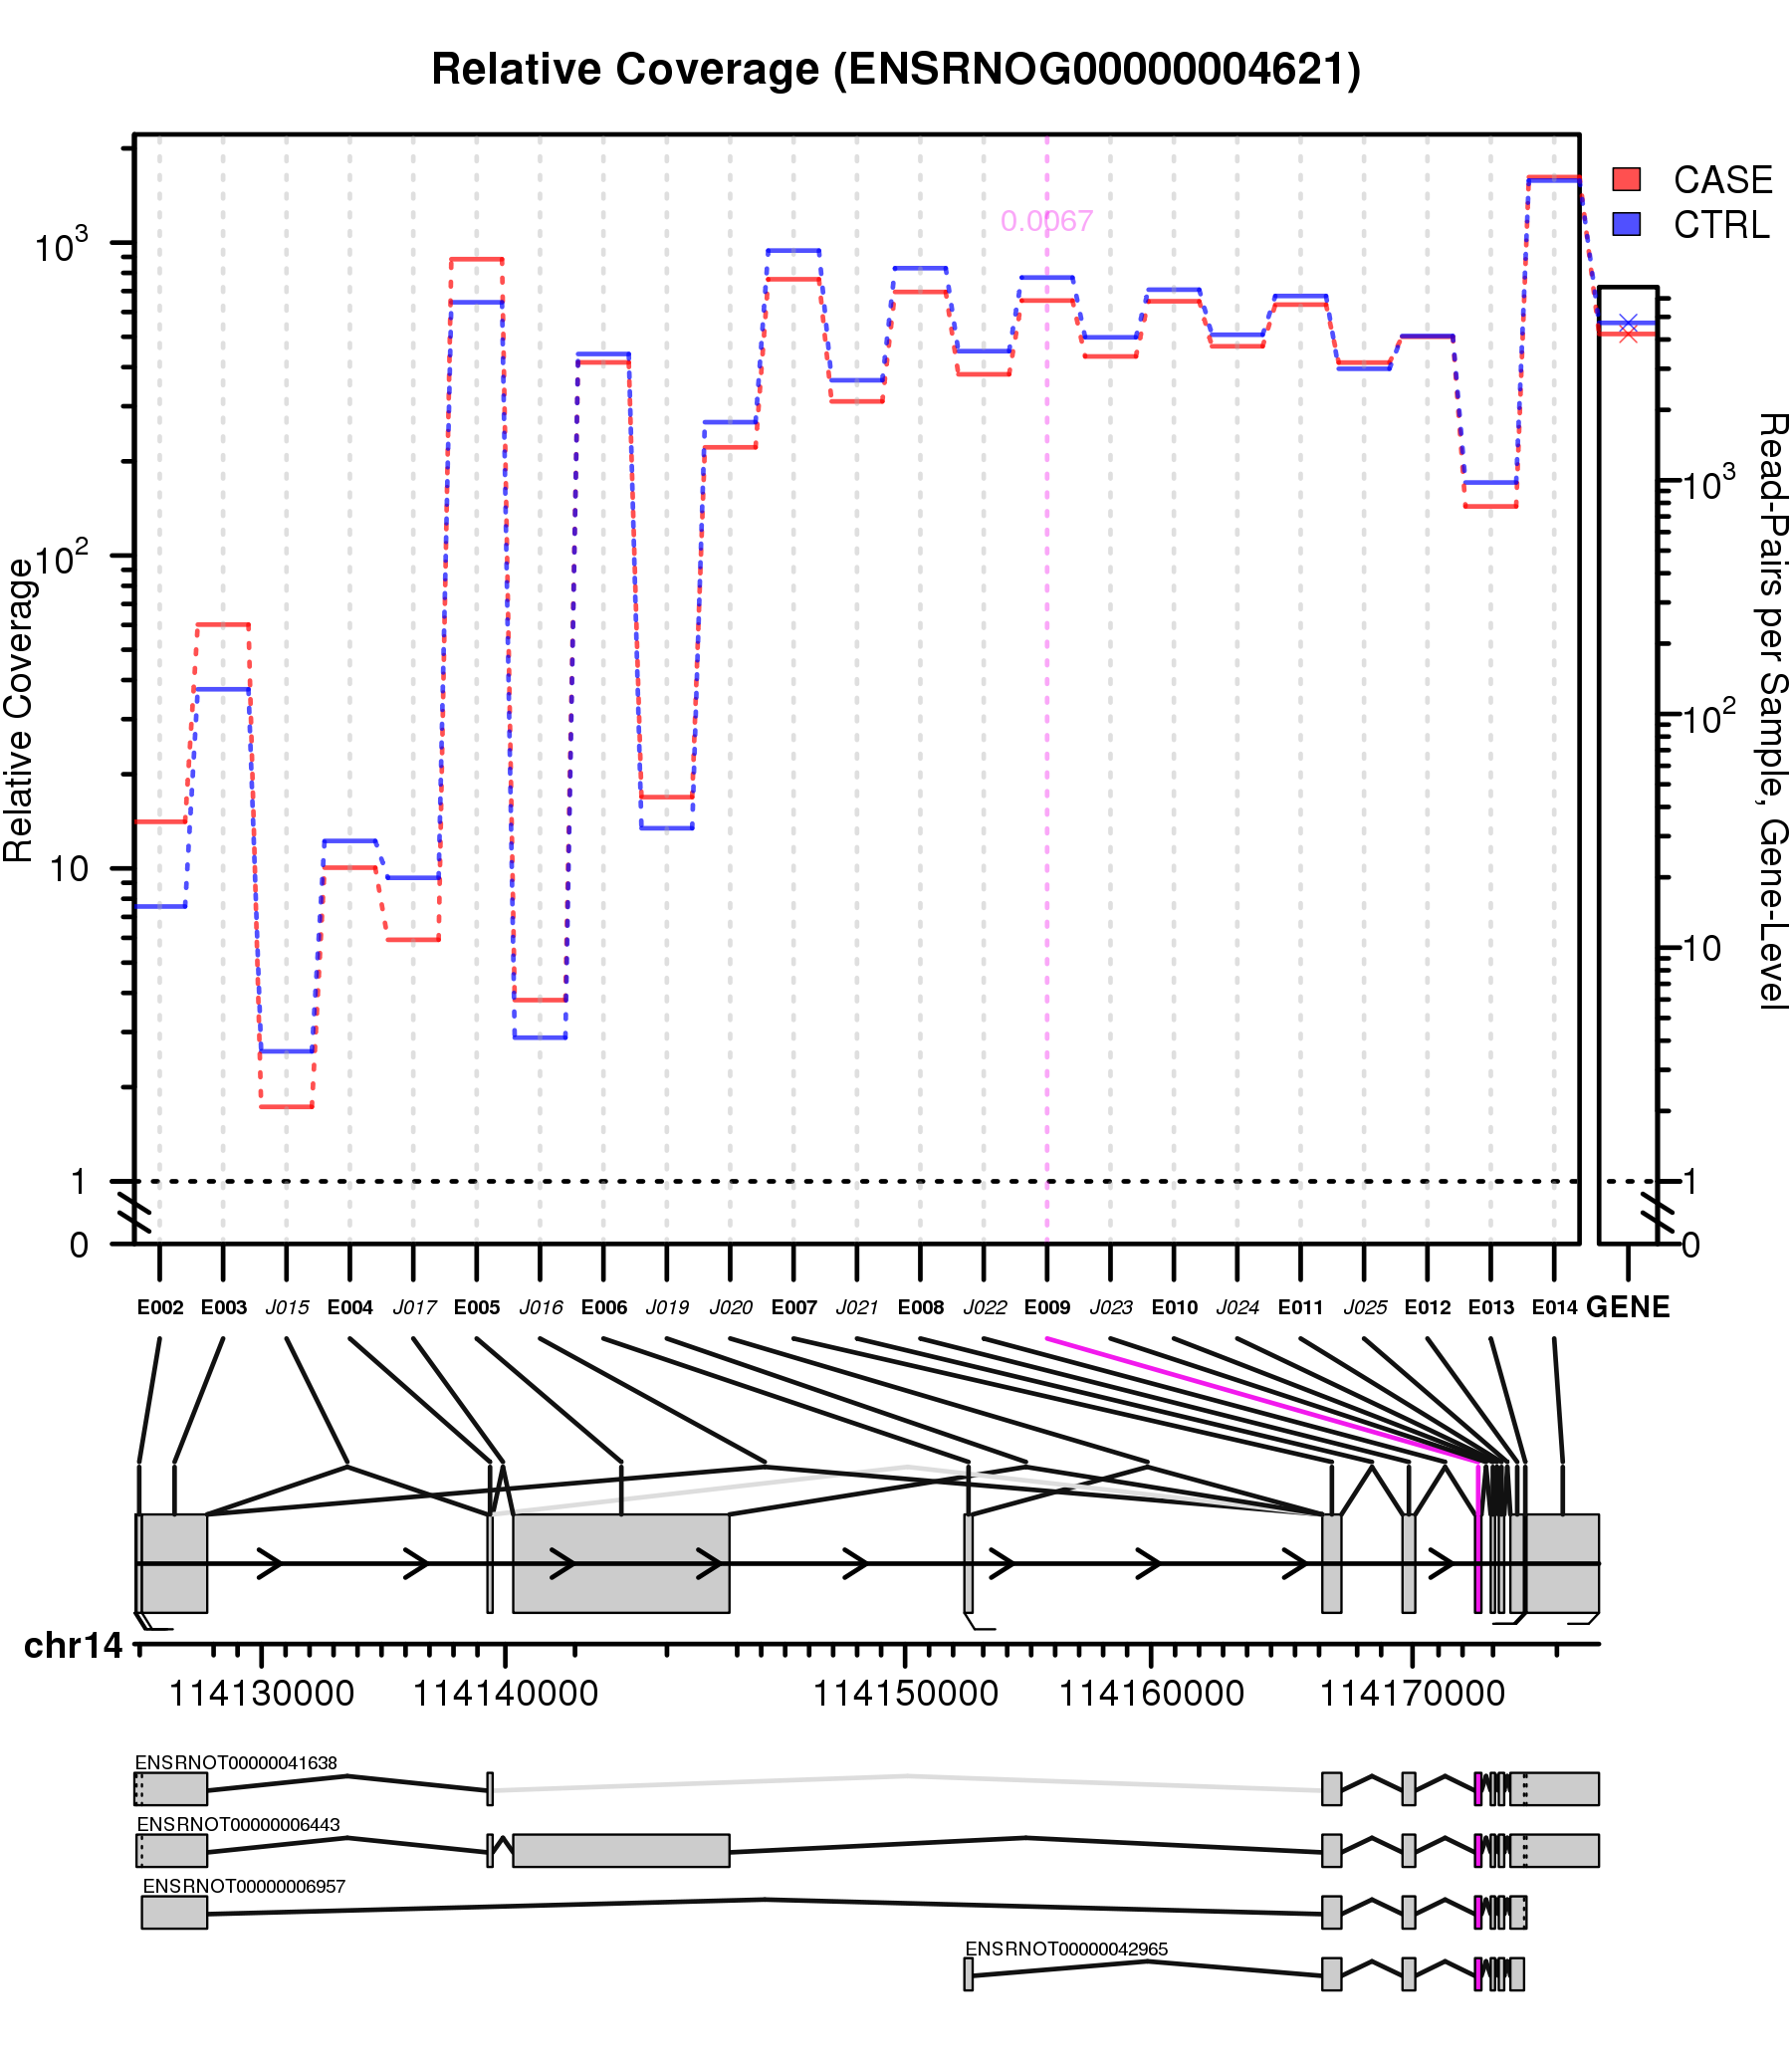 Relative Coverage (ENSRNOG00000004621)
CASE
CTRL
0.0067
Relative Coverage
10³
10²
10
1
0
Read-Pairs per Sample, Gene-Level
10³
10²
10
1
0
E002 E003 J015 E004 J017 E005 J016 E006 J019 J020 E007 J021 E008 J022 E009 J023 E010 J024 E011 J025 E012 E013 E014 GENE
chr14
114130000 114140000 114150000 114160000 114170000
ENSRNOT00000041638
ENSRNOT00000006443
ENSRNOT00000006957
ENSRNOT00000042965